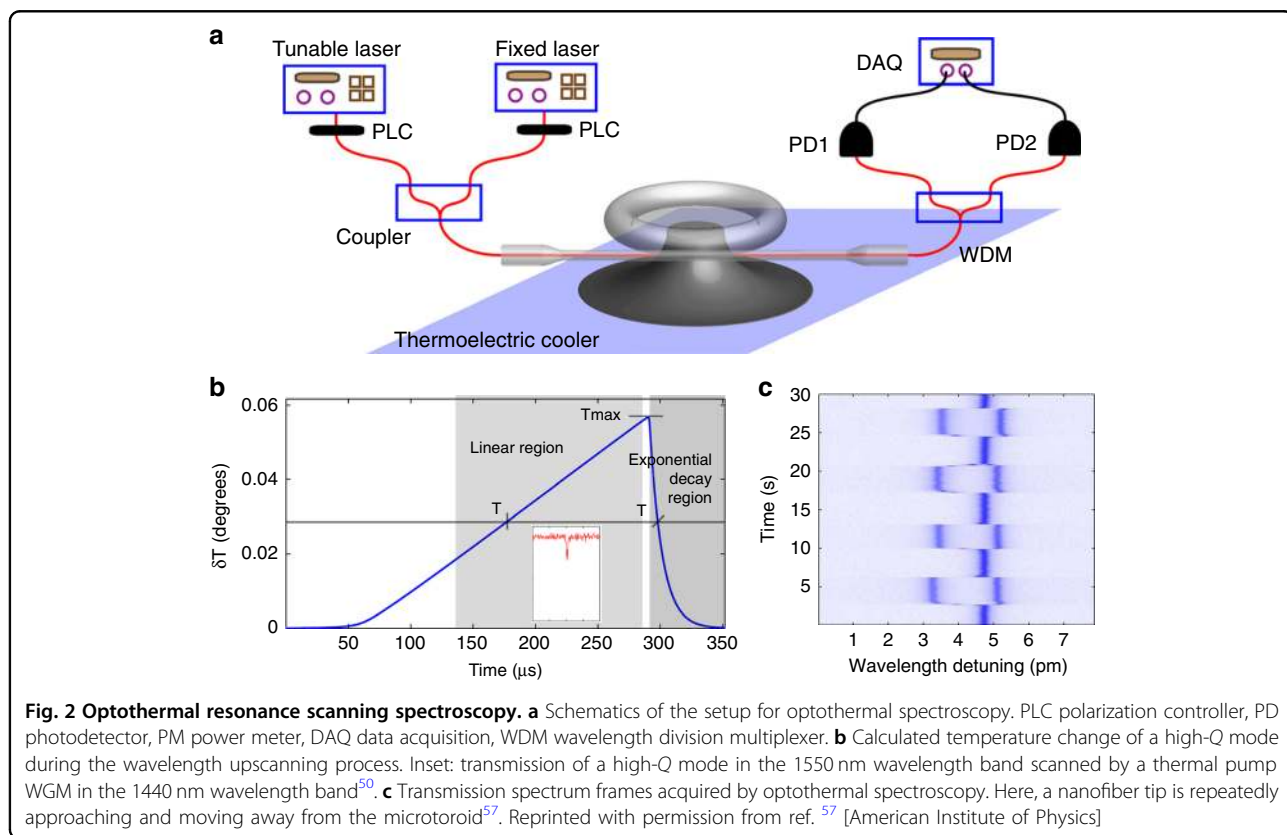 a
Tunable laser
Fixed laser
DAQ
PLC
PLC
PD1
PD2
Coupler
WDM
Thermoelectric cooler
b
0.06
0.04
0.02
0
δT (degrees)
Tmax
Linear region
Exponential
decay
region
T
T
50 100 150 200 250 300 350
Time (μs)
c
30
25
20
15
10
5
Time (s)
1 2 3 4 5 6 7
Wavelength detuning (pm)
Fig. 2 Optothermal resonance scanning spectroscopy. a Schematics of the setup for optothermal spectroscopy. PLC polarization controller, PD
photodetector, PM power meter, DAQ data acquisition, WDM wavelength division multiplexer. b Calculated temperature change of a high-Q mode
during the wavelength upscanning process. Inset: transmission of a high-Q mode in the 1550 nm wavelength band scanned by a thermal pump
WGM in the 1440 nm wavelength band50. c Transmission spectrum frames acquired by optothermal spectroscopy. Here, a nanofiber tip is repeatedly
approaching and moving away from the microtoroid57. Reprinted with permission from ref. 57 [American Institute of Physics]